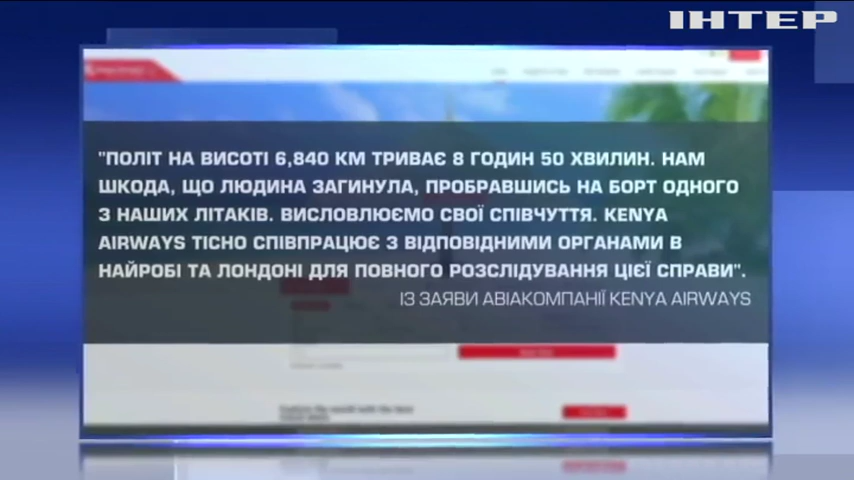 ІНТЕР
"ПОЛІТ НА ВИСОТІ 6,840 КМ ТРИВАЄ 8 ГОДИН 50 ХВИЛИН. НАМ
ШКОДА, ЩО ЛЮДИНА ЗАГИНУЛА, ПРОБРАВШИСЬ НА БОРТ ОДНОГО
З НАШИХ ЛІТАКІВ. ВИСЛОВЛЮЄМО СВОЇ СПІВЧУТТЯ. KENYA
AIRWAYS ТІСНО СПІВПРАЦЮЄ З ВІДПОВІДНИМИ ОРГАНАМИ В
НАЙРОБІ ТА ЛОНДОНІ ДЛЯ ПОВНОГО РОЗСЛІДУВАННЯ ЦІЄЇ СПРАВИ".
ІЗ ЗАЯВИ АВІАКОМПАНІЇ KENYA AIRWAYS